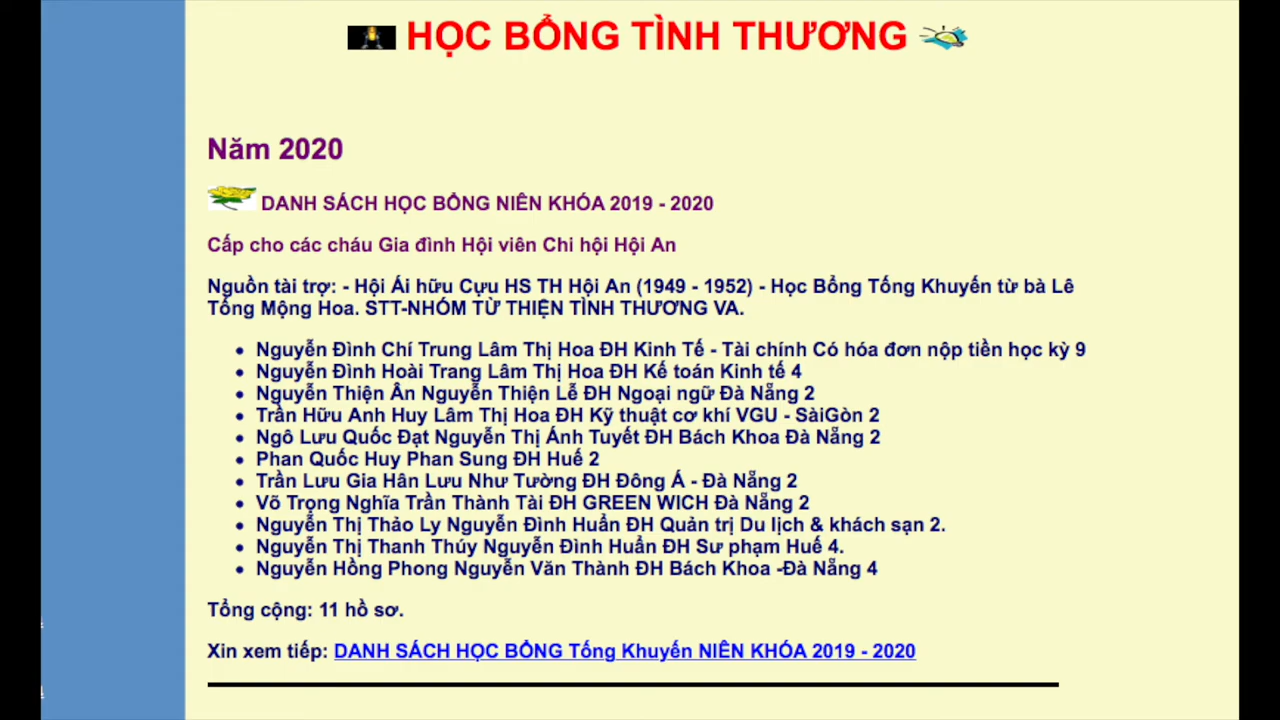 HỌC BỔNG TÌNH THƯƠNG
Năm 2020
DANH SÁCH HỌC BỔNG NIÊN KHÓA 2019 - 2020
Cấp cho các cháu Gia đình Hội viên Chi hội Hội An
Nguồn tài trợ: - Hội Ái hữu Cựu HS TH Hội An (1949 - 1952) - Học Bổng Tống Khuyến từ bà Lê
Tống Mộng Hoa. STT-NHÓM TỪ THIỆN TÌNH THƯƠNG VA.
• Nguyễn Đình Chí Trung Lâm Thị Hoa ĐH Kinh Tế - Tài chính Có hóa đơn nộp tiền học kỳ 9
• Nguyễn Đình Hoài Trang Lâm Thị Hoa ĐH Kế toán Kinh tế 4
• Nguyễn Thiện Ân Nguyễn Thiện Lễ ĐH Ngoại ngữ Đà Nẵng 2
• Trần Hữu Anh Huy Lâm Thị Hoa ĐH Kỹ thuật cơ khí VGU - SàiGòn 2
• Ngô Lưu Quốc Đạt Nguyễn Thị Ánh Tuyết ĐH Bách Khoa Đà Nẵng 2
• Phan Quốc Huy Phan Sung ĐH Huế 2
• Trần Lưu Gia Hân Lưu Như Tường ĐH Đông Á - Đà Nẵng 2
• Võ Trọng Nghĩa Trần Thành Tài ĐH GREEN WICH Đà Nẵng 2
• Nguyễn Thị Thảo Ly Nguyễn Đình Huẩn ĐH Quản trị Du lịch & khách sạn 2.
• Nguyễn Thị Thanh Thúy Nguyễn Đình Huẩn ĐH Sư phạm Huế 4.
• Nguyễn Hồng Phong Nguyễn Văn Thành ĐH Bách Khoa -Đà Nẵng 4
Tổng cộng: 11 hồ sơ.
Xin xem tiếp: DANH SÁCH HỌC BỔNG Tống Khuyến NIÊN KHÓA 2019 - 2020